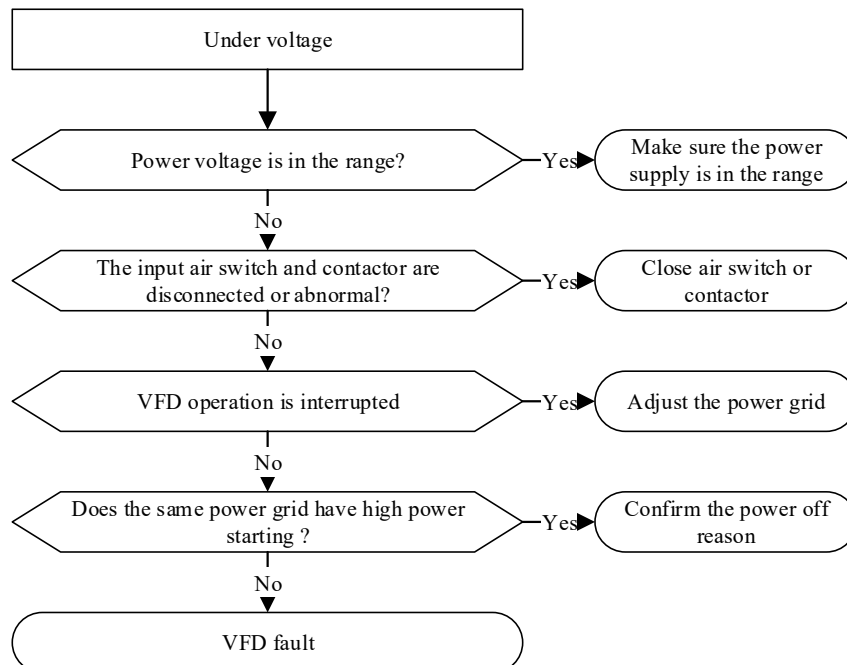 Under voltage
Power voltage is in the range?
Yes
Make sure the power
supply is in the range
No
The input air switch and contactor are
disconnected or abnormal?
Yes
Close air switch or
contactor
No
VFD operation is interrupted
Yes
Adjust the power grid
No
Does the same power grid have high power
starting ?
Yes
Confirm the power off
reason
No
VFD fault